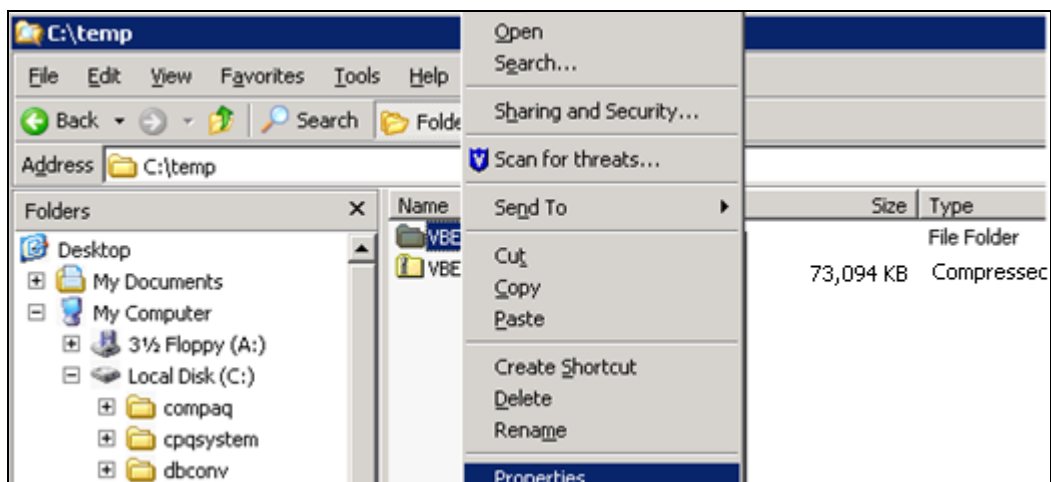 C:\temp
File Edit View Favorites Tools Help
Back Search Folde
Address C:\temp
Folders X
Desktop
My Documents
My Computer
3½ Floppy (A:)
Local Disk (C:)
compaq
cpqsystem
dbconv
Name Size Type
VBE File Folder
VBE 73,094 KB Compressec
Open
Search...
Sharing and Security...
Scan for threats...
Send To
Cut
Copy
Paste
Create Shortcut
Delete
Rename
Properties